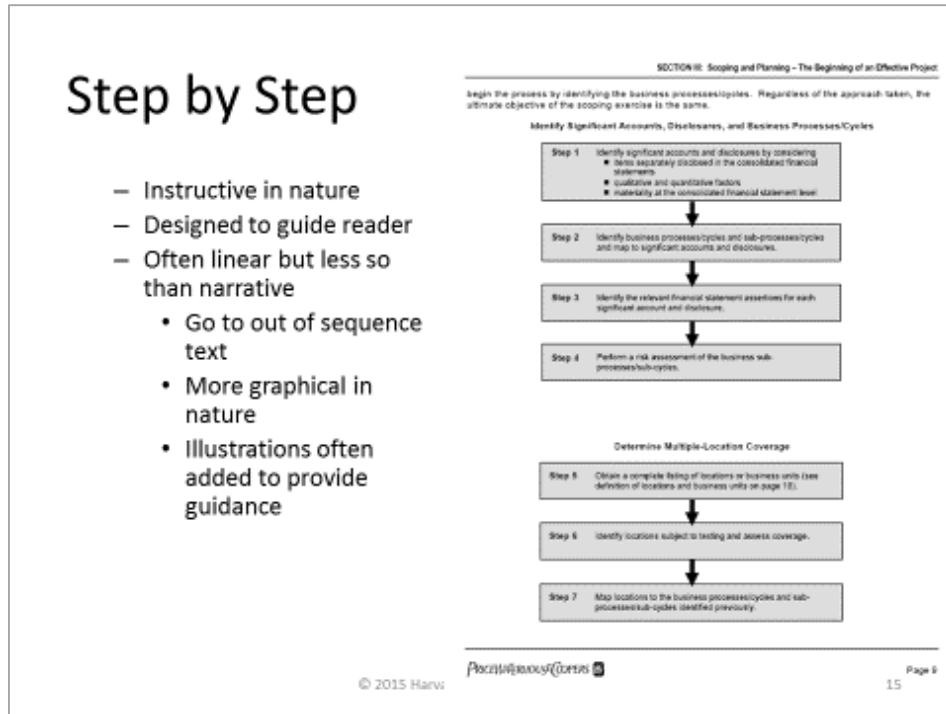 Step by Step
– Instructive in nature
– Designed to guide reader
– Often linear but less so
than narrative
• Go to out of sequence
text
• More graphical in
nature
• Illustrations often
added to provide
guidance
SECTION III: Scoping and Planning – The Beginning of an Effective Project
begin the process by identifying the business processes/cycles. Regardless of the approach taken, the
ultimate objective of the scoping exercise is the same.
Identify Significant Accounts, Disclosures, and Business Processes/Cycles
Step 1 Identify significant accounts and disclosures by considering
■ items separately disclosed in the consolidated financial
statements
■ qualitative and quantitative factors
■ materiality at the consolidated financial statement level
Step 2 Identify business processes/cycles and sub-processes/cycles
and map to significant accounts and disclosures.
Step 3 Identify the relevant financial statement assertions for each
significant account and disclosure.
Step 4 Perform a risk assessment of the business sub-
processes/sub-cycles.
Determine Multiple-Location Coverage
Step 5 Obtain a complete listing of locations or business units (see
definition of locations and business units on page 18).
Step 6 Identify locations subject to testing and assess coverage.
Step 7 Map locations to the business processes/cycles and sub-
processes/sub-cycles identified previously.
PRICEWATERHOUSECOOPERS
Page 9
© 2015 Harva
15